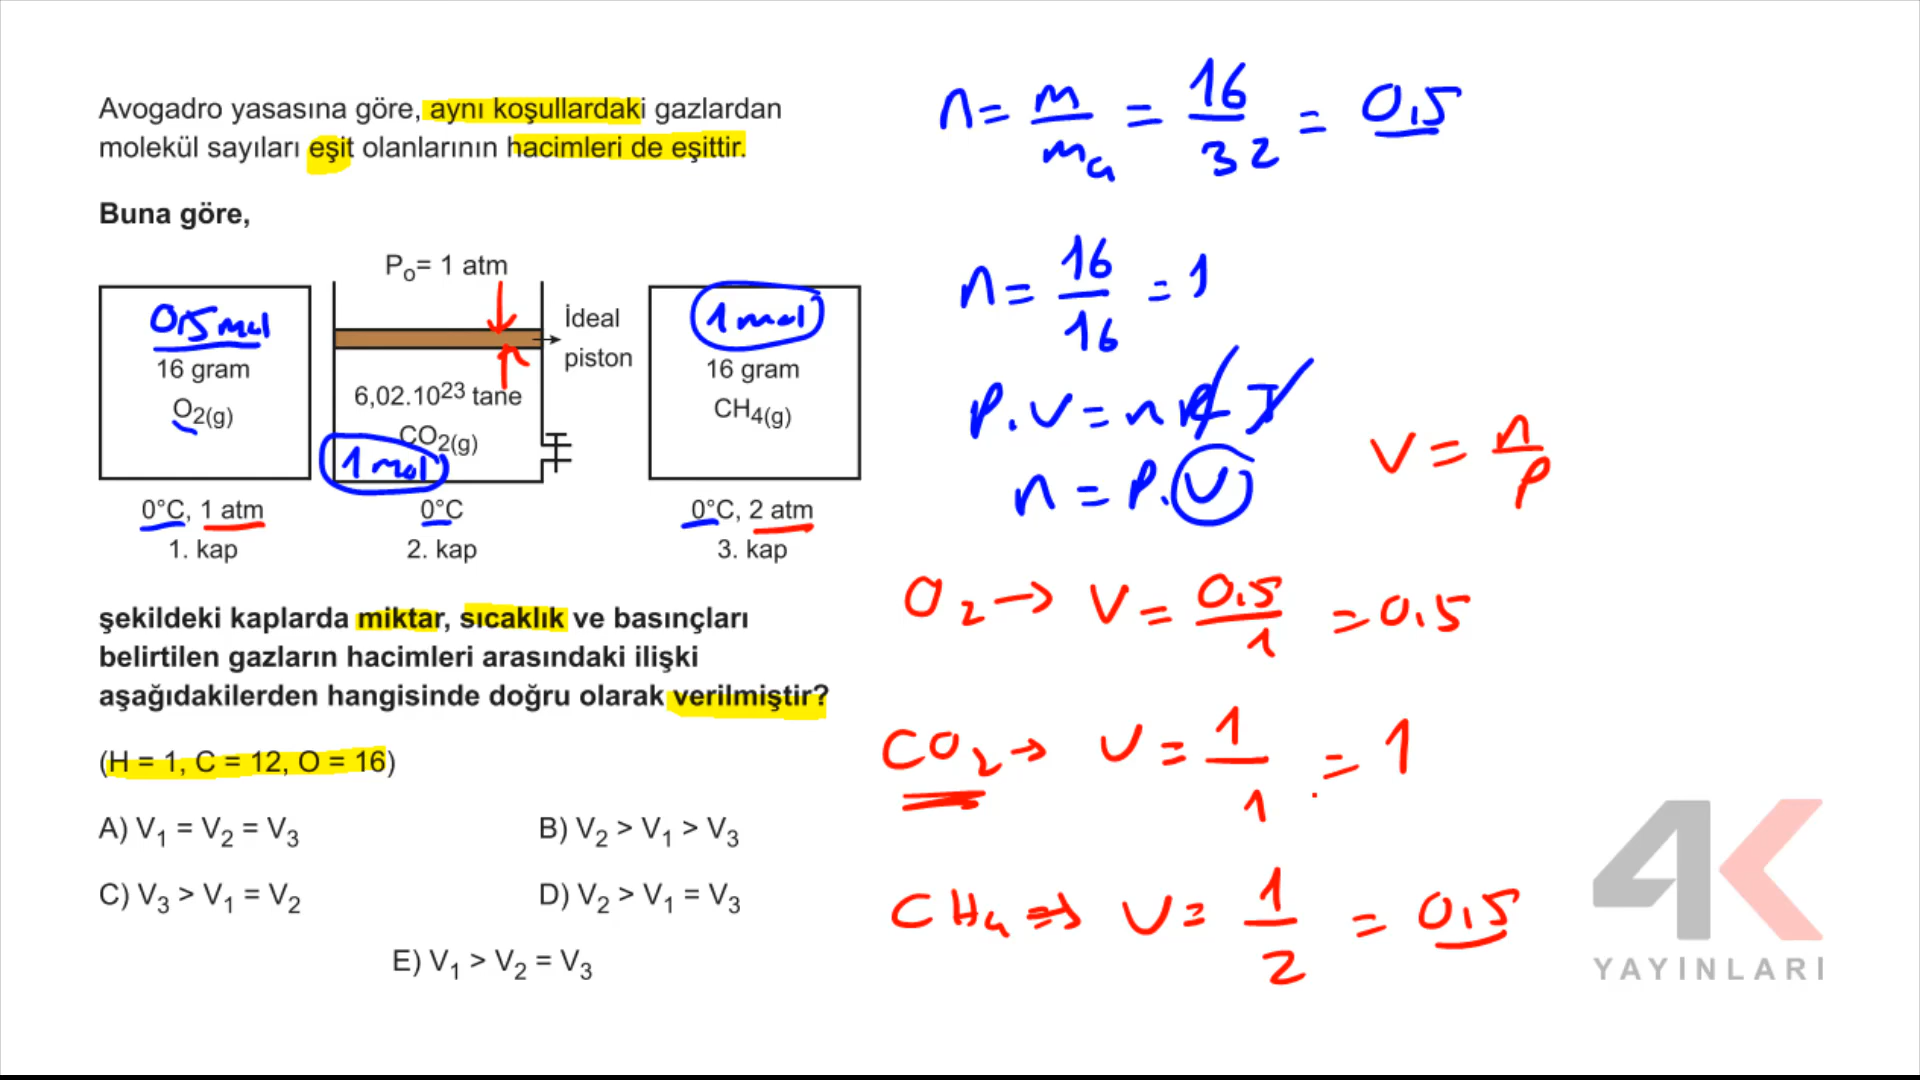 Avogadro yasasına göre, aynı koşullardaki gazlardan
molekül sayıları eşit olanlarının hacimleri de eşittir.
Buna göre,
P₀= 1 atm
0,5 mol
16 gram
O₂(g)
0°C, 1 atm
1. kap
İdeal
piston
6,02.10²³ tane
CO₂(g)
1 mol
0°C
2. kap
1 mol
16 gram
CH₄(g)
0°C, 2 atm
3. kap
şekildeki kaplarda miktar, sıcaklık ve basınçları
belirtilen gazların hacimleri arasındaki ilişki
aşağıdakilerden hangisinde doğru olarak verilmiştir?
(H = 1, C = 12, O = 16)
A) V₁ = V₂ = V₃
B) V₂ > V₁ > V₃
C) V₃ > V₁ = V₂
D) V₂ > V₁ = V₃
E) V₁ > V₂ = V₃
n = m/mₐ = 16/32 = 0,5
n = 16/16 = 1
P.V = n R T
n = P.V
V = n/P
O₂ → V = 0,5/1 = 0,5
CO₂ → V = 1/1 = 1
CH₄ → V = 1/2 = 0,5
4K
YAYINLARI